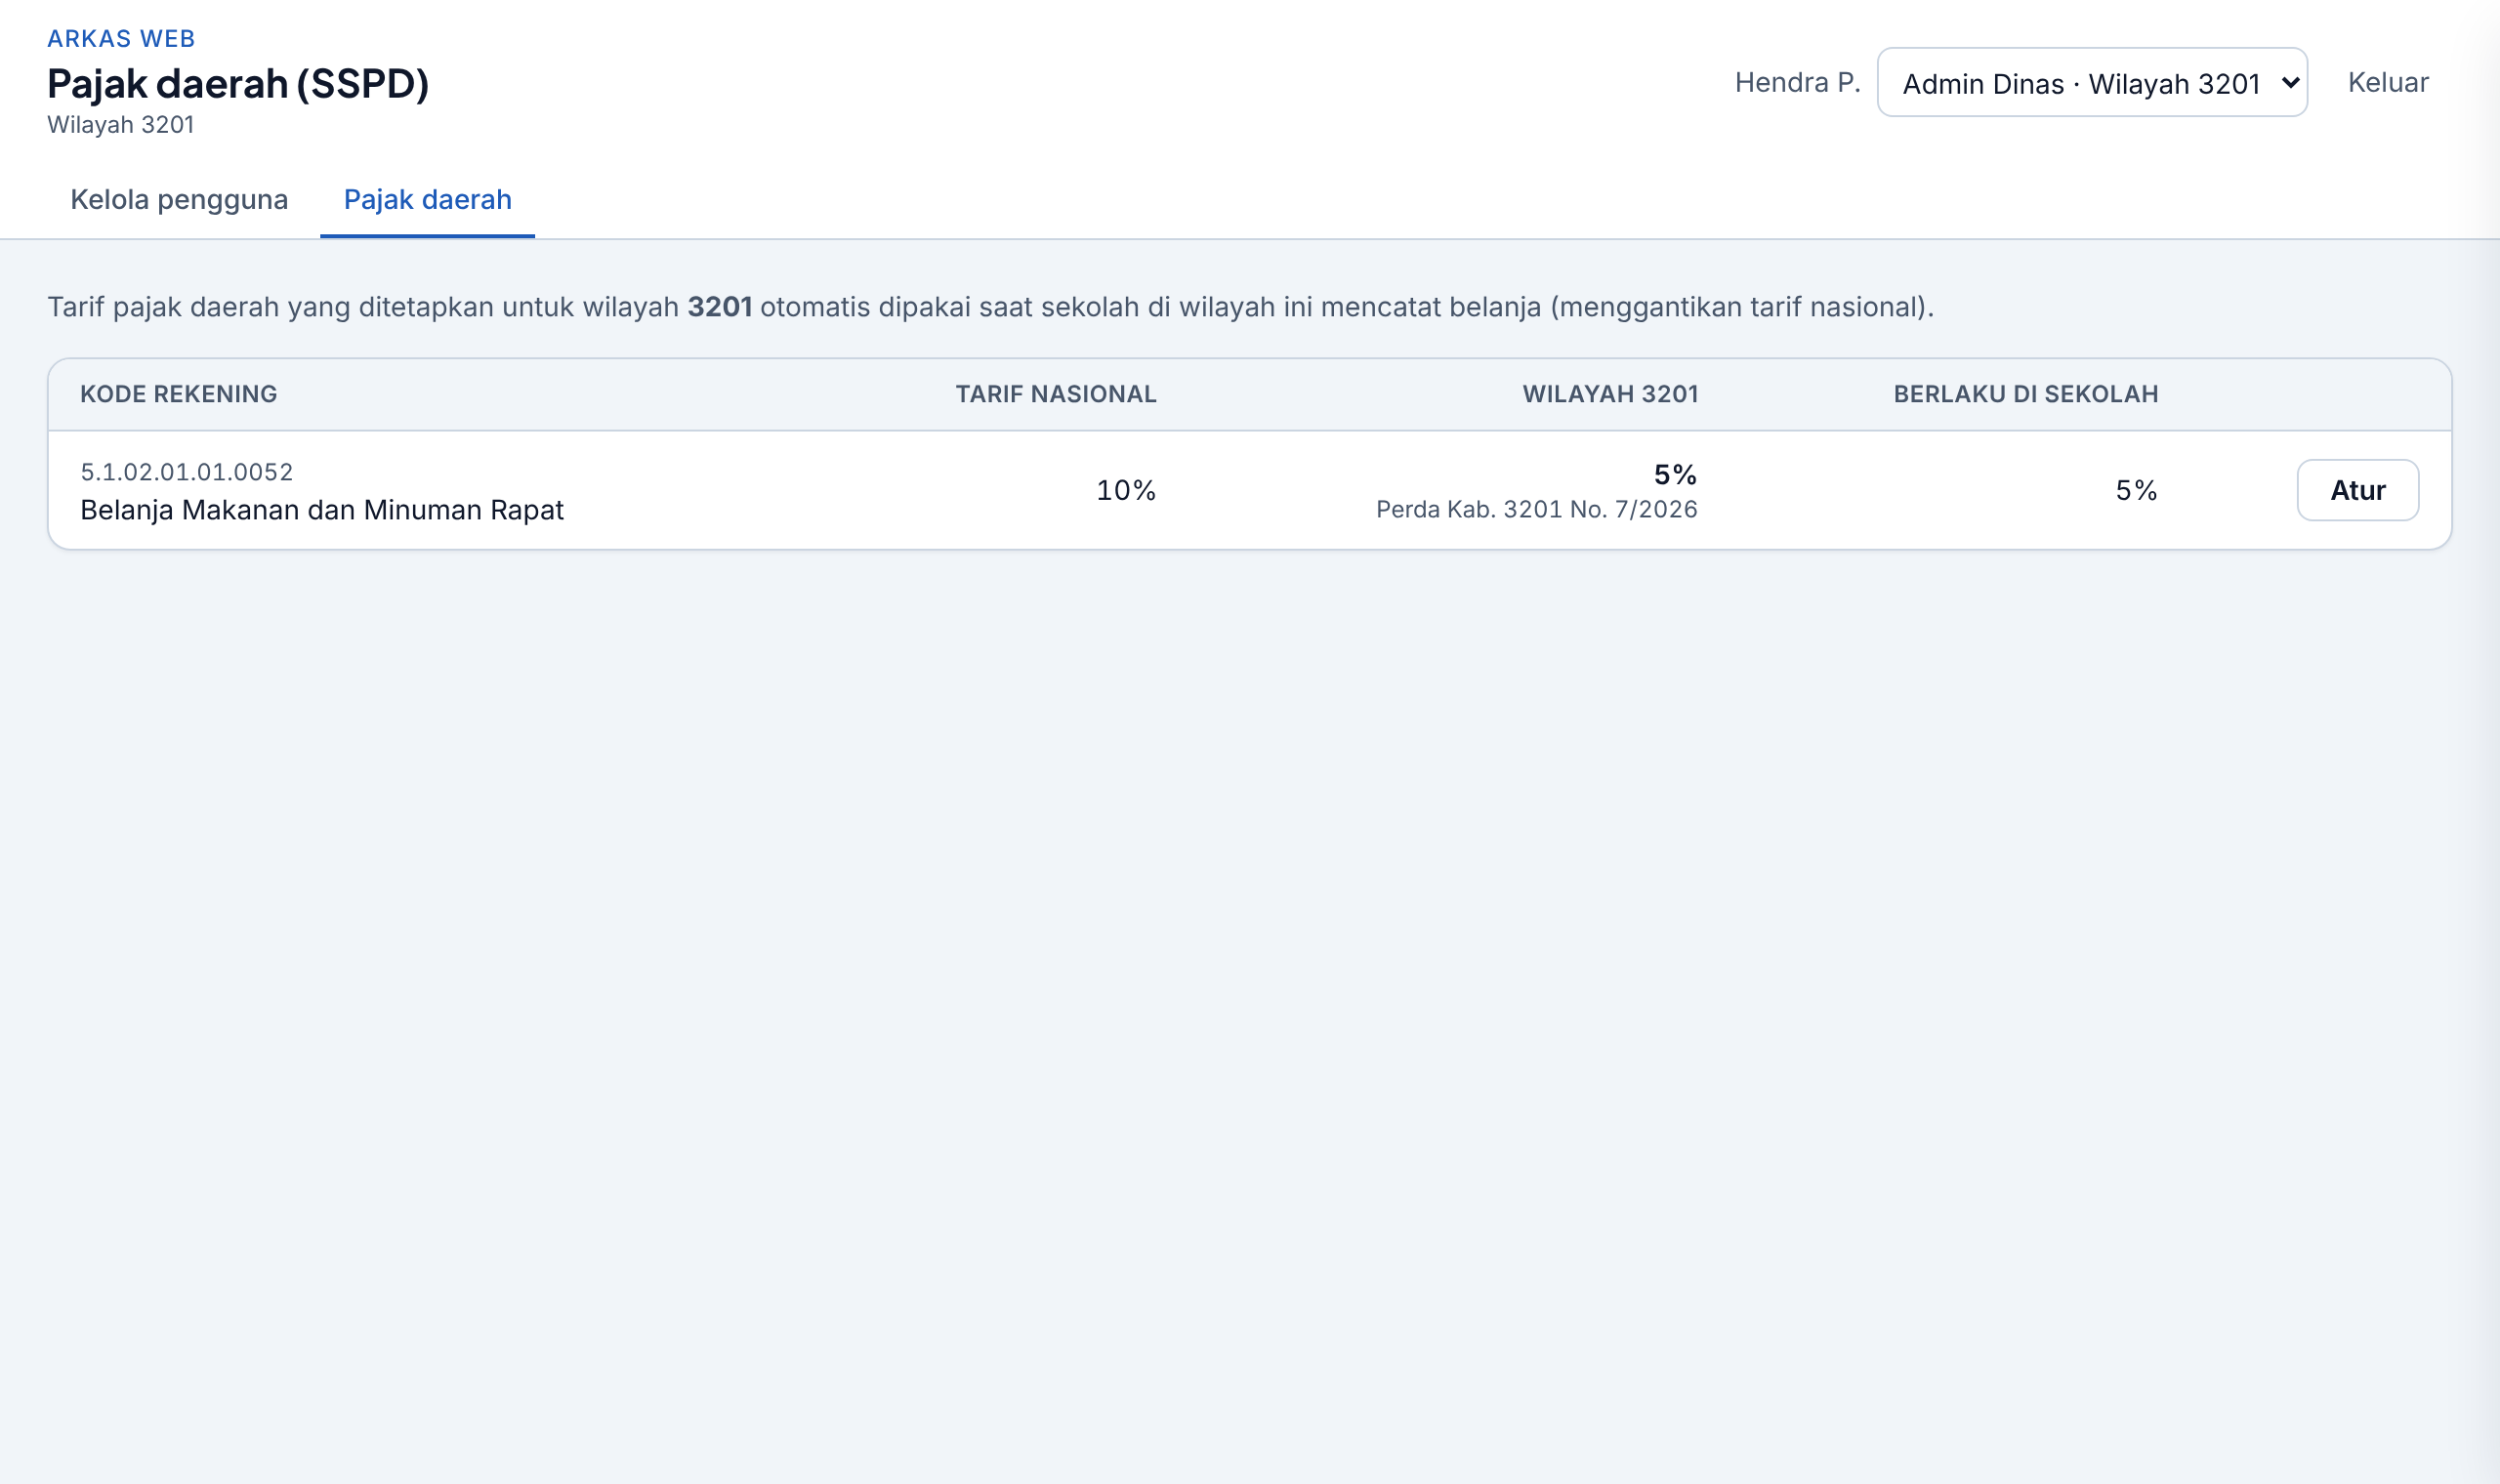 ARKAS WEB
Pajak daerah (SSPD)
Wilayah 3201
Hendra P.
Admin Dinas · Wilayah 3201
Keluar
Kelola pengguna
Pajak daerah
Tarif pajak daerah yang ditetapkan untuk wilayah 3201 otomatis dipakai saat sekolah di wilayah ini mencatat belanja (menggantikan tarif nasional).
KODE REKENING
TARIF NASIONAL
WILAYAH 3201
BERLAKU DI SEKOLAH
5.1.02.01.01.0052
Belanja Makanan dan Minuman Rapat
10%
5%
Perda Kab. 3201 No. 7/2026
5%
Atur